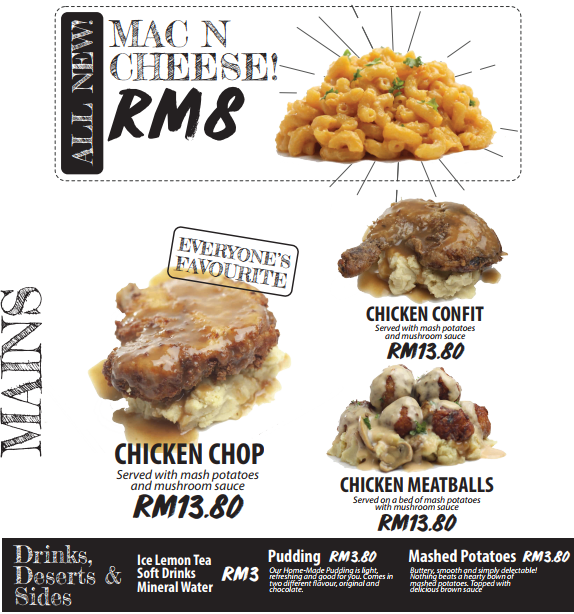 ALL NEW!
MAC N
CHEESE!
RM8
EVERYONE'S
FAVOURITE
MAINS
CHICKEN CONFIT
Served with mash potatoes
and mushroom sauce
RM13.80
CHICKEN CHOP
Served with mash potatoes
and mushroom sauce
RM13.80
CHICKEN MEATBALLS
Served on a bed of mash potatoes
with mushroom sauce
RM13.80
Drinks,
Deserts &
Sides
Ice Lemon Tea
Soft Drinks
Mineral Water
RM3
Pudding RM3.80
Our Home-Made Pudding is light,
refreshing and good for you. Comes in
two different flavour, original and
chocolate.
Mashed Potatoes RM3.80
Buttery, smooth and simply delectable!
Nothing beats a hearty bown of
mashed potatoes. Topped with
delicious brown sauce